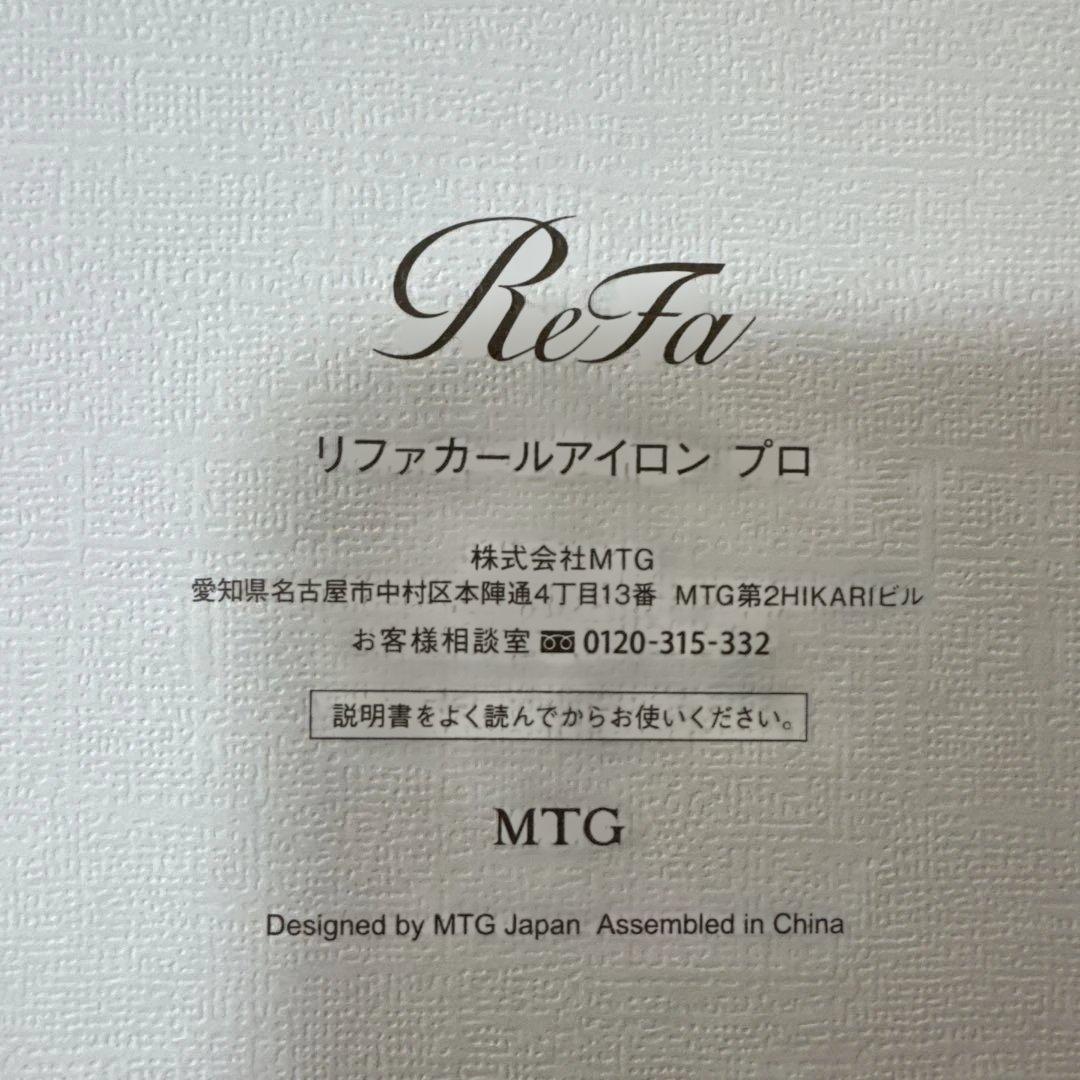 ReFa
リファカールアイロン プロ
株式会社MTG
愛知県名古屋市中村区本陣通4丁目13番 MTG第2HIKARIビル
お客様相談室 0120-315-332
説明書をよく読んでからお使いください。
MTG
Designed by MTG Japan Assembled in China